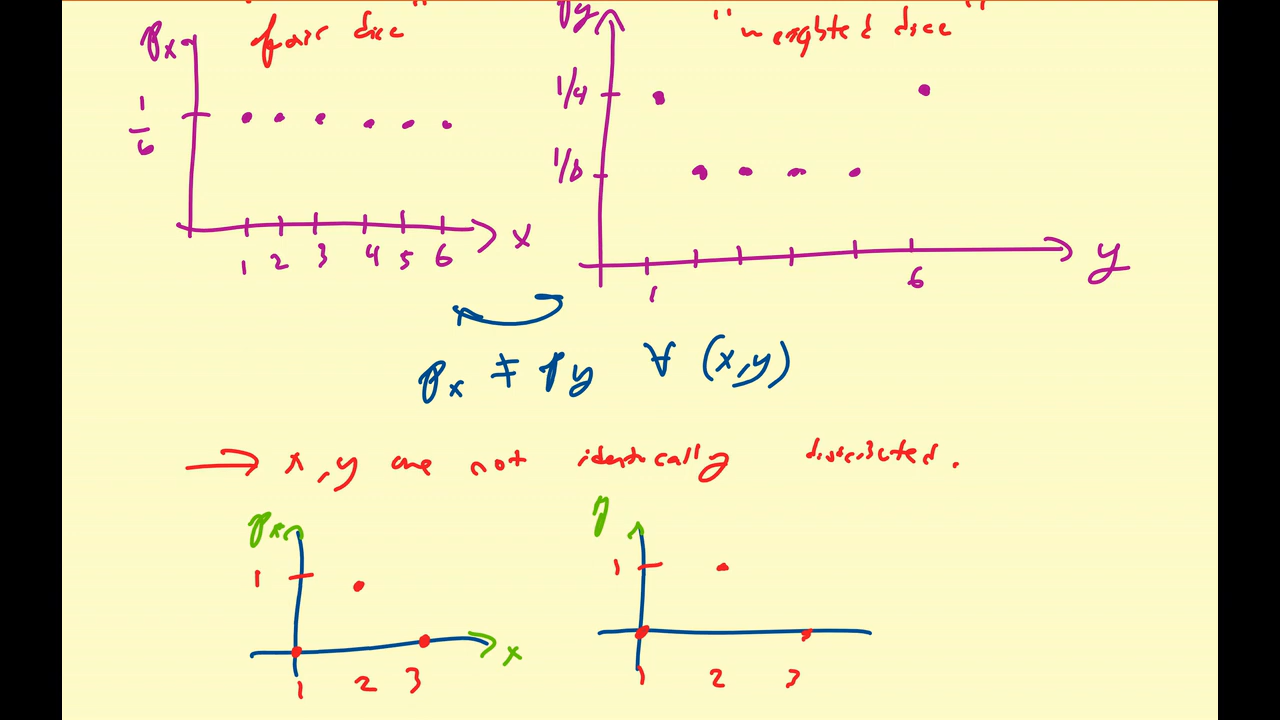 "fair dice" "weighted dice"
Px Py
1/6 1/4
1/8
1 2 3 4 5 6 x
1 6 y
Px ≠ Py ∀ (x,y)
→ x,y are not identically distributed.
Px P
1 1
x
1 2 3 1 2 3